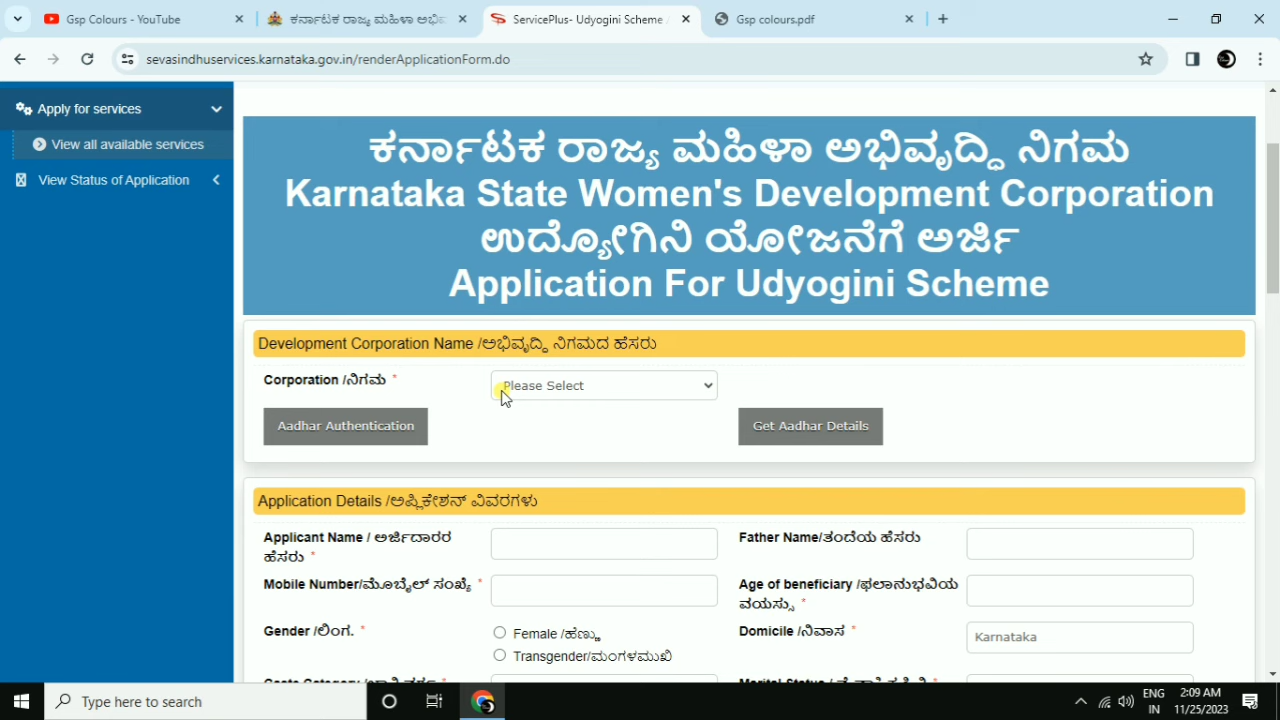 Gsp Colours - YouTube
ಕರ್ನಾಟಕ ರಾಜ್ಯ ಮಹಿಳಾ ಅಭಿವ
ServicePlus- Udyogini Scheme /
Gsp colours.pdf
sevasindhuservices.karnataka.gov.in/renderApplicationForm.do
Apply for services
View all available services
View Status of Application
ಕರ್ನಾಟಕ ರಾಜ್ಯ ಮಹಿಳಾ ಅಭಿವೃದ್ಧಿ ನಿಗಮ
Karnataka State Women's Development Corporation
ಉದ್ಯೋಗಿನಿ ಯೋಜನೆಗೆ ಅರ್ಜಿ
Application For Udyogini Scheme
Development Corporation Name /ಅಭಿವೃದ್ಧಿ ನಿಗಮದ ಹೆಸರು
Corporation /ನಿಗಮ * Please Select
Aadhar Authentication Get Aadhar Details
Application Details /ಅಪ್ಲಿಕೇಶನ್ ವಿವರಗಳು
Applicant Name / ಅರ್ಜಿದಾರರ
ಹೆಸರು *
Father Name/ತಂದೆಯ ಹೆಸರು
Mobile Number/ಮೊಬೈಲ್ ಸಂಖ್ಯೆ *
Age of beneficiary /ಫಲಾನುಭವಿಯ
ವಯಸ್ಸು *
Gender /ಲಿಂಗ. *
Female /ಹೆಣ್ಣು
Transgender/ಮಂಗಳಮುಖಿ
Domicile /ನಿವಾಸ * Karnataka
Type here to search
ENG
IN
2:09 AM
11/25/2023